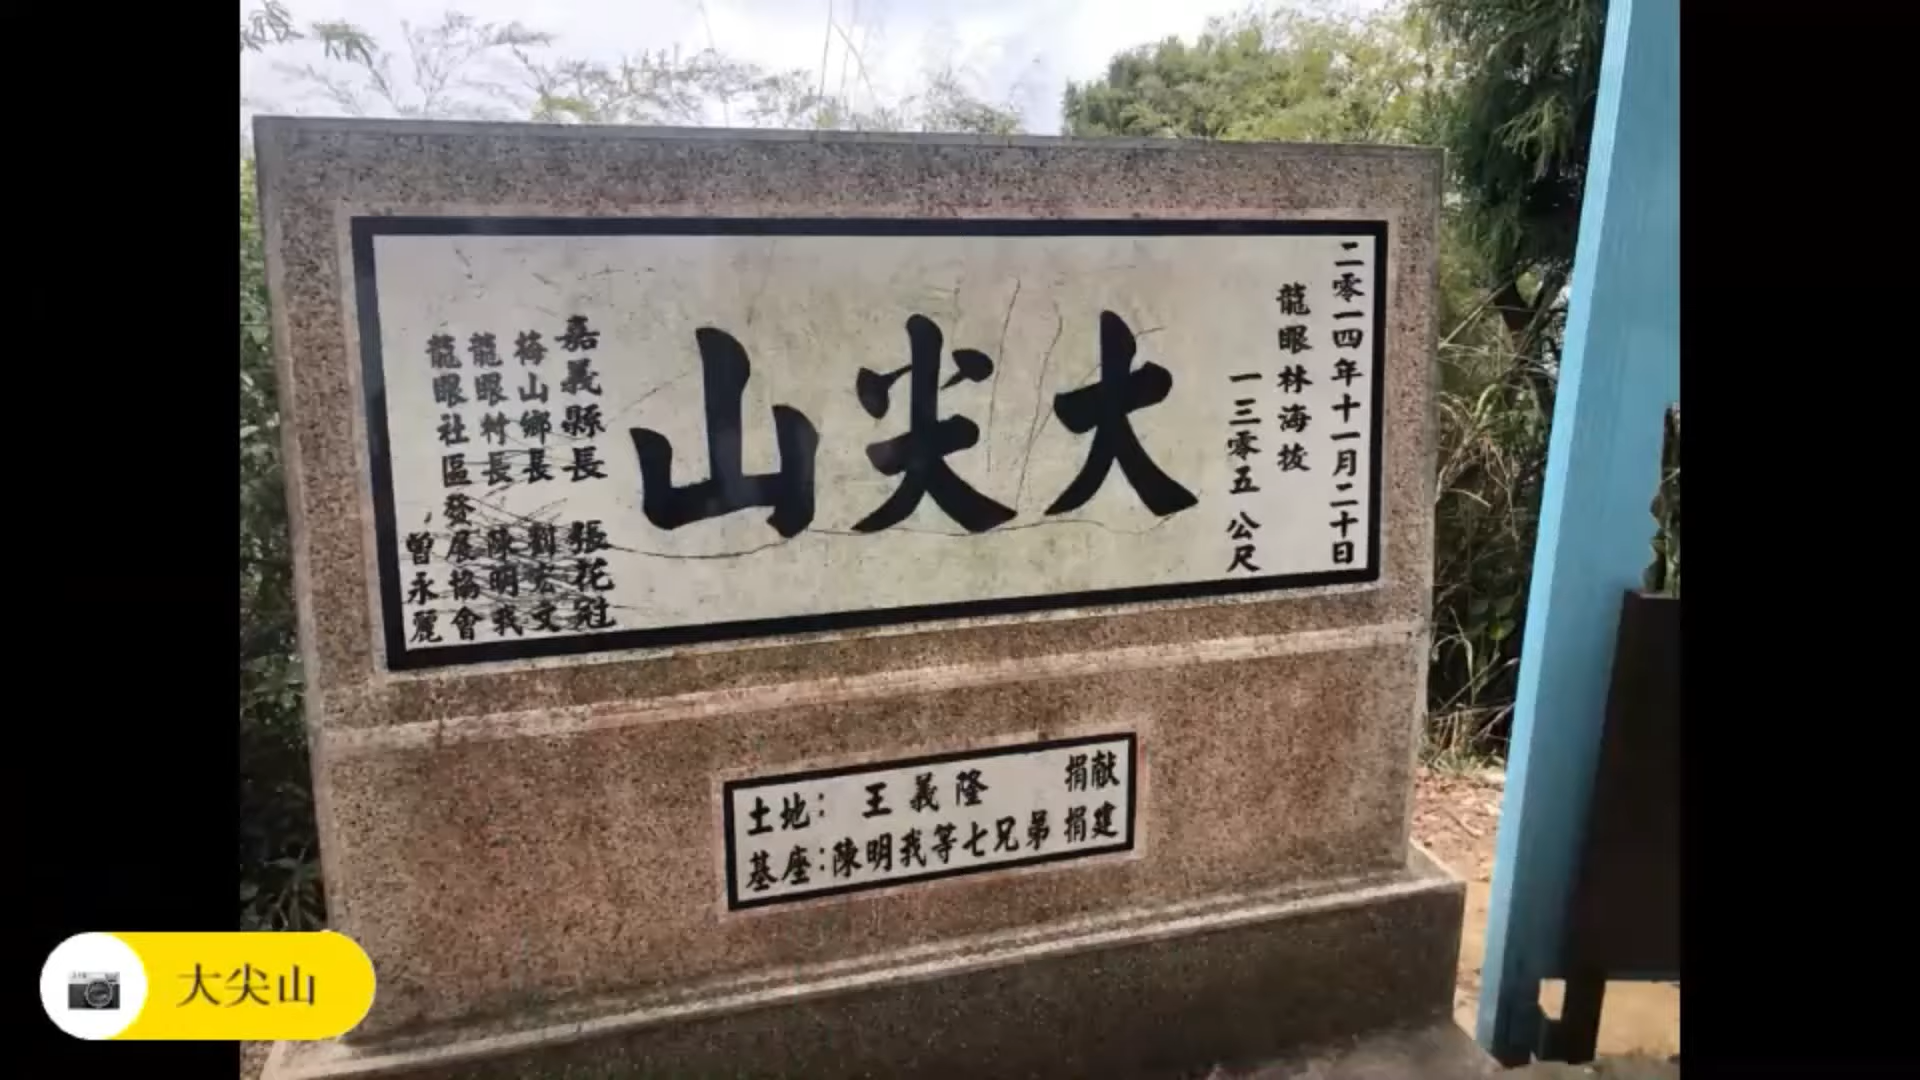 二零一四年十一月二十日
龍眼林海拔
一三零五公尺
大尖山
嘉義縣長 張花冠
梅山鄉長 劉宏文
龍眼村長 陳明我
龍眼社區發展協會
曾永麗
土地：王義隆 捐献
基座：陳明我等七兄弟 捐建
大尖山